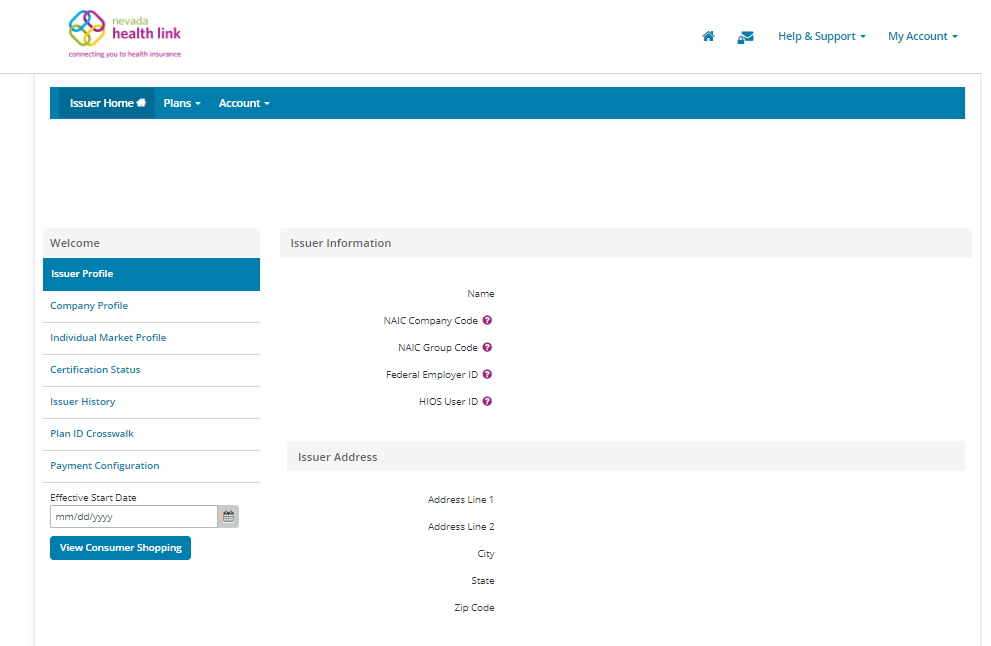 nevada
health link
connecting you to health insurance
Help & Support
My Account
Issuer Home
Plans
Account
Welcome
Issuer Profile
Company Profile
Individual Market Profile
Certification Status
Issuer History
Plan ID Crosswalk
Payment Configuration
Effective Start Date
mm/dd/yyyy
View Consumer Shopping
Issuer Information
Name
NAIC Company Code ?
NAIC Group Code ?
Federal Employer ID ?
HIOS User ID ?
Issuer Address
Address Line 1
Address Line 2
City
State
Zip Code